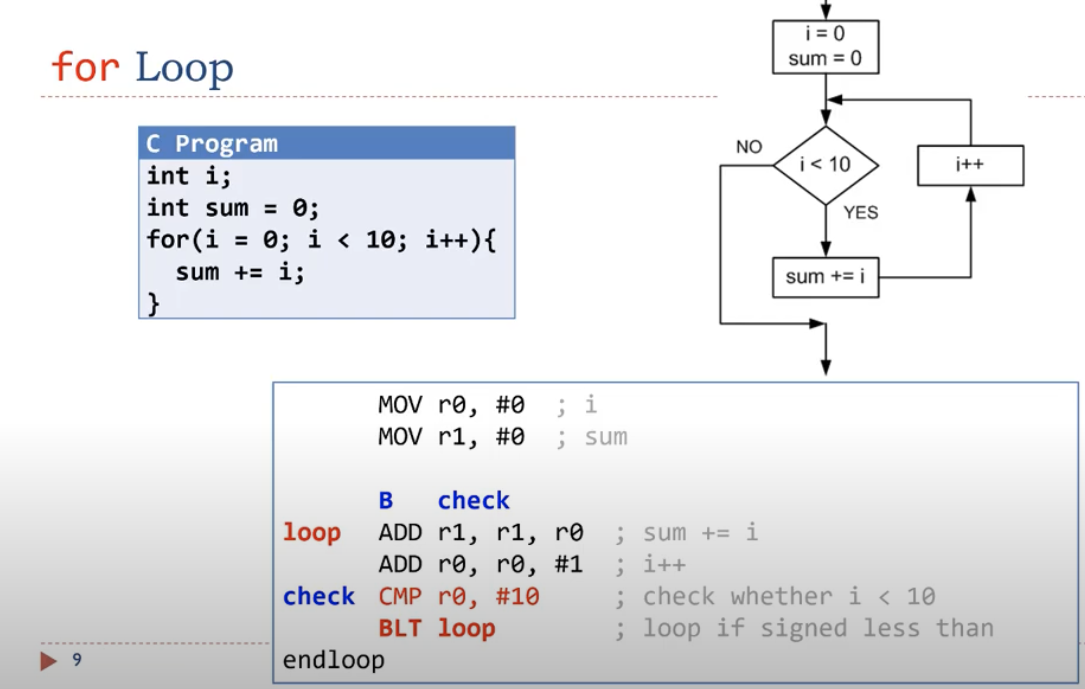 for Loop
C Program
int i;
int sum = 0;
for(i = 0; i < 10; i++){
  sum += i;
}
i = 0
sum = 0
NO
i < 10
i++
YES
sum += i
MOV r0, #0 ; i
MOV r1, #0 ; sum
B check
loop ADD r1, r1, r0 ; sum += i
ADD r0, r0, #1 ; i++
check CMP r0, #10 ; check whether i < 10
BLT loop ; loop if signed less than
endloop
9